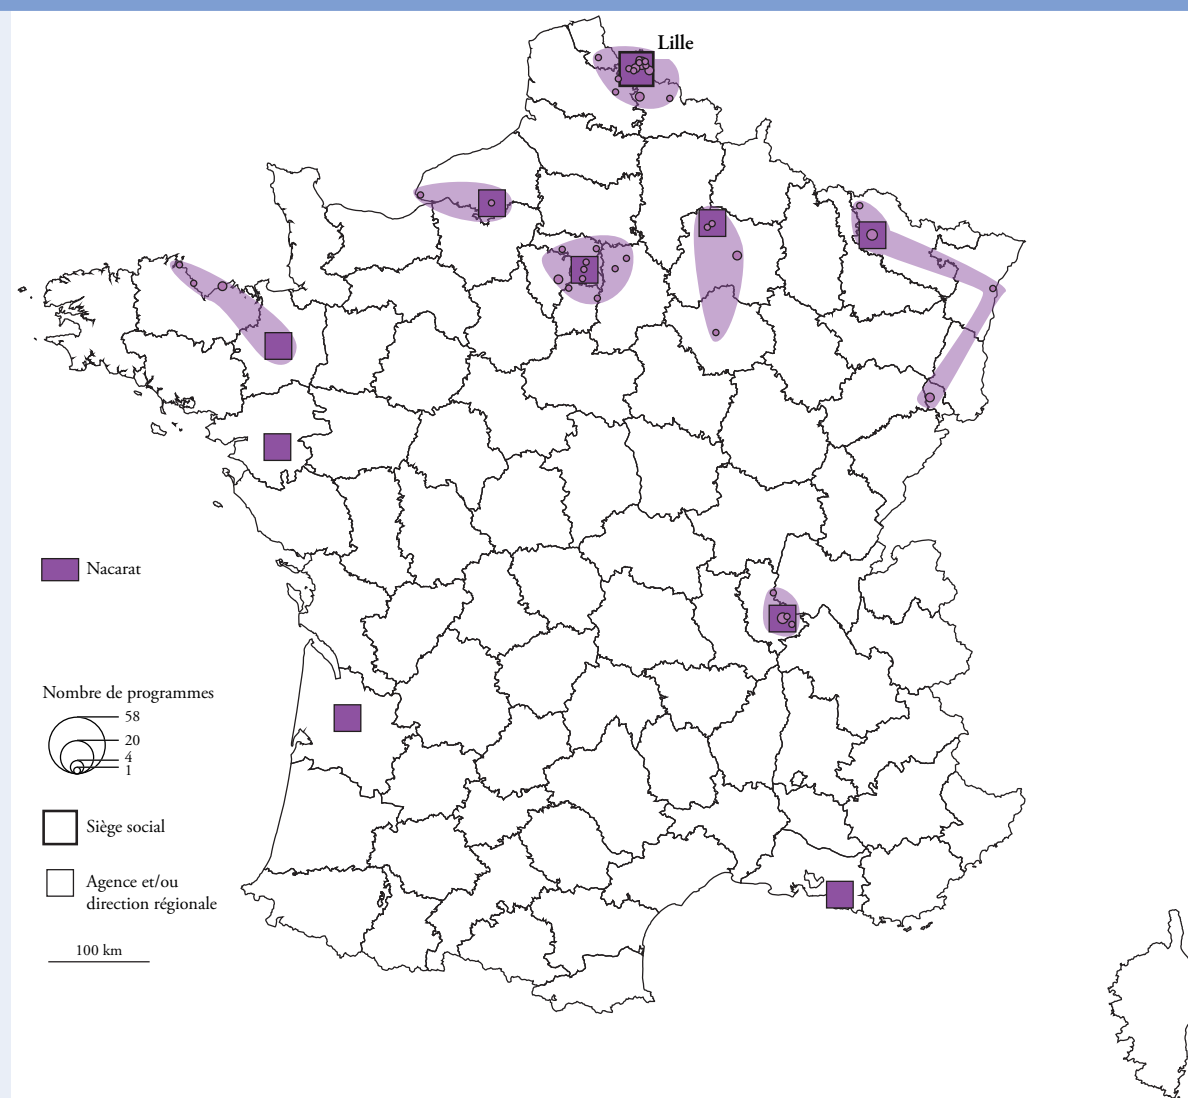 Lille
Nacarat
Nombre de programmes
58
20
4
1
Siège social
Agence et/ou
direction régionale
100 km